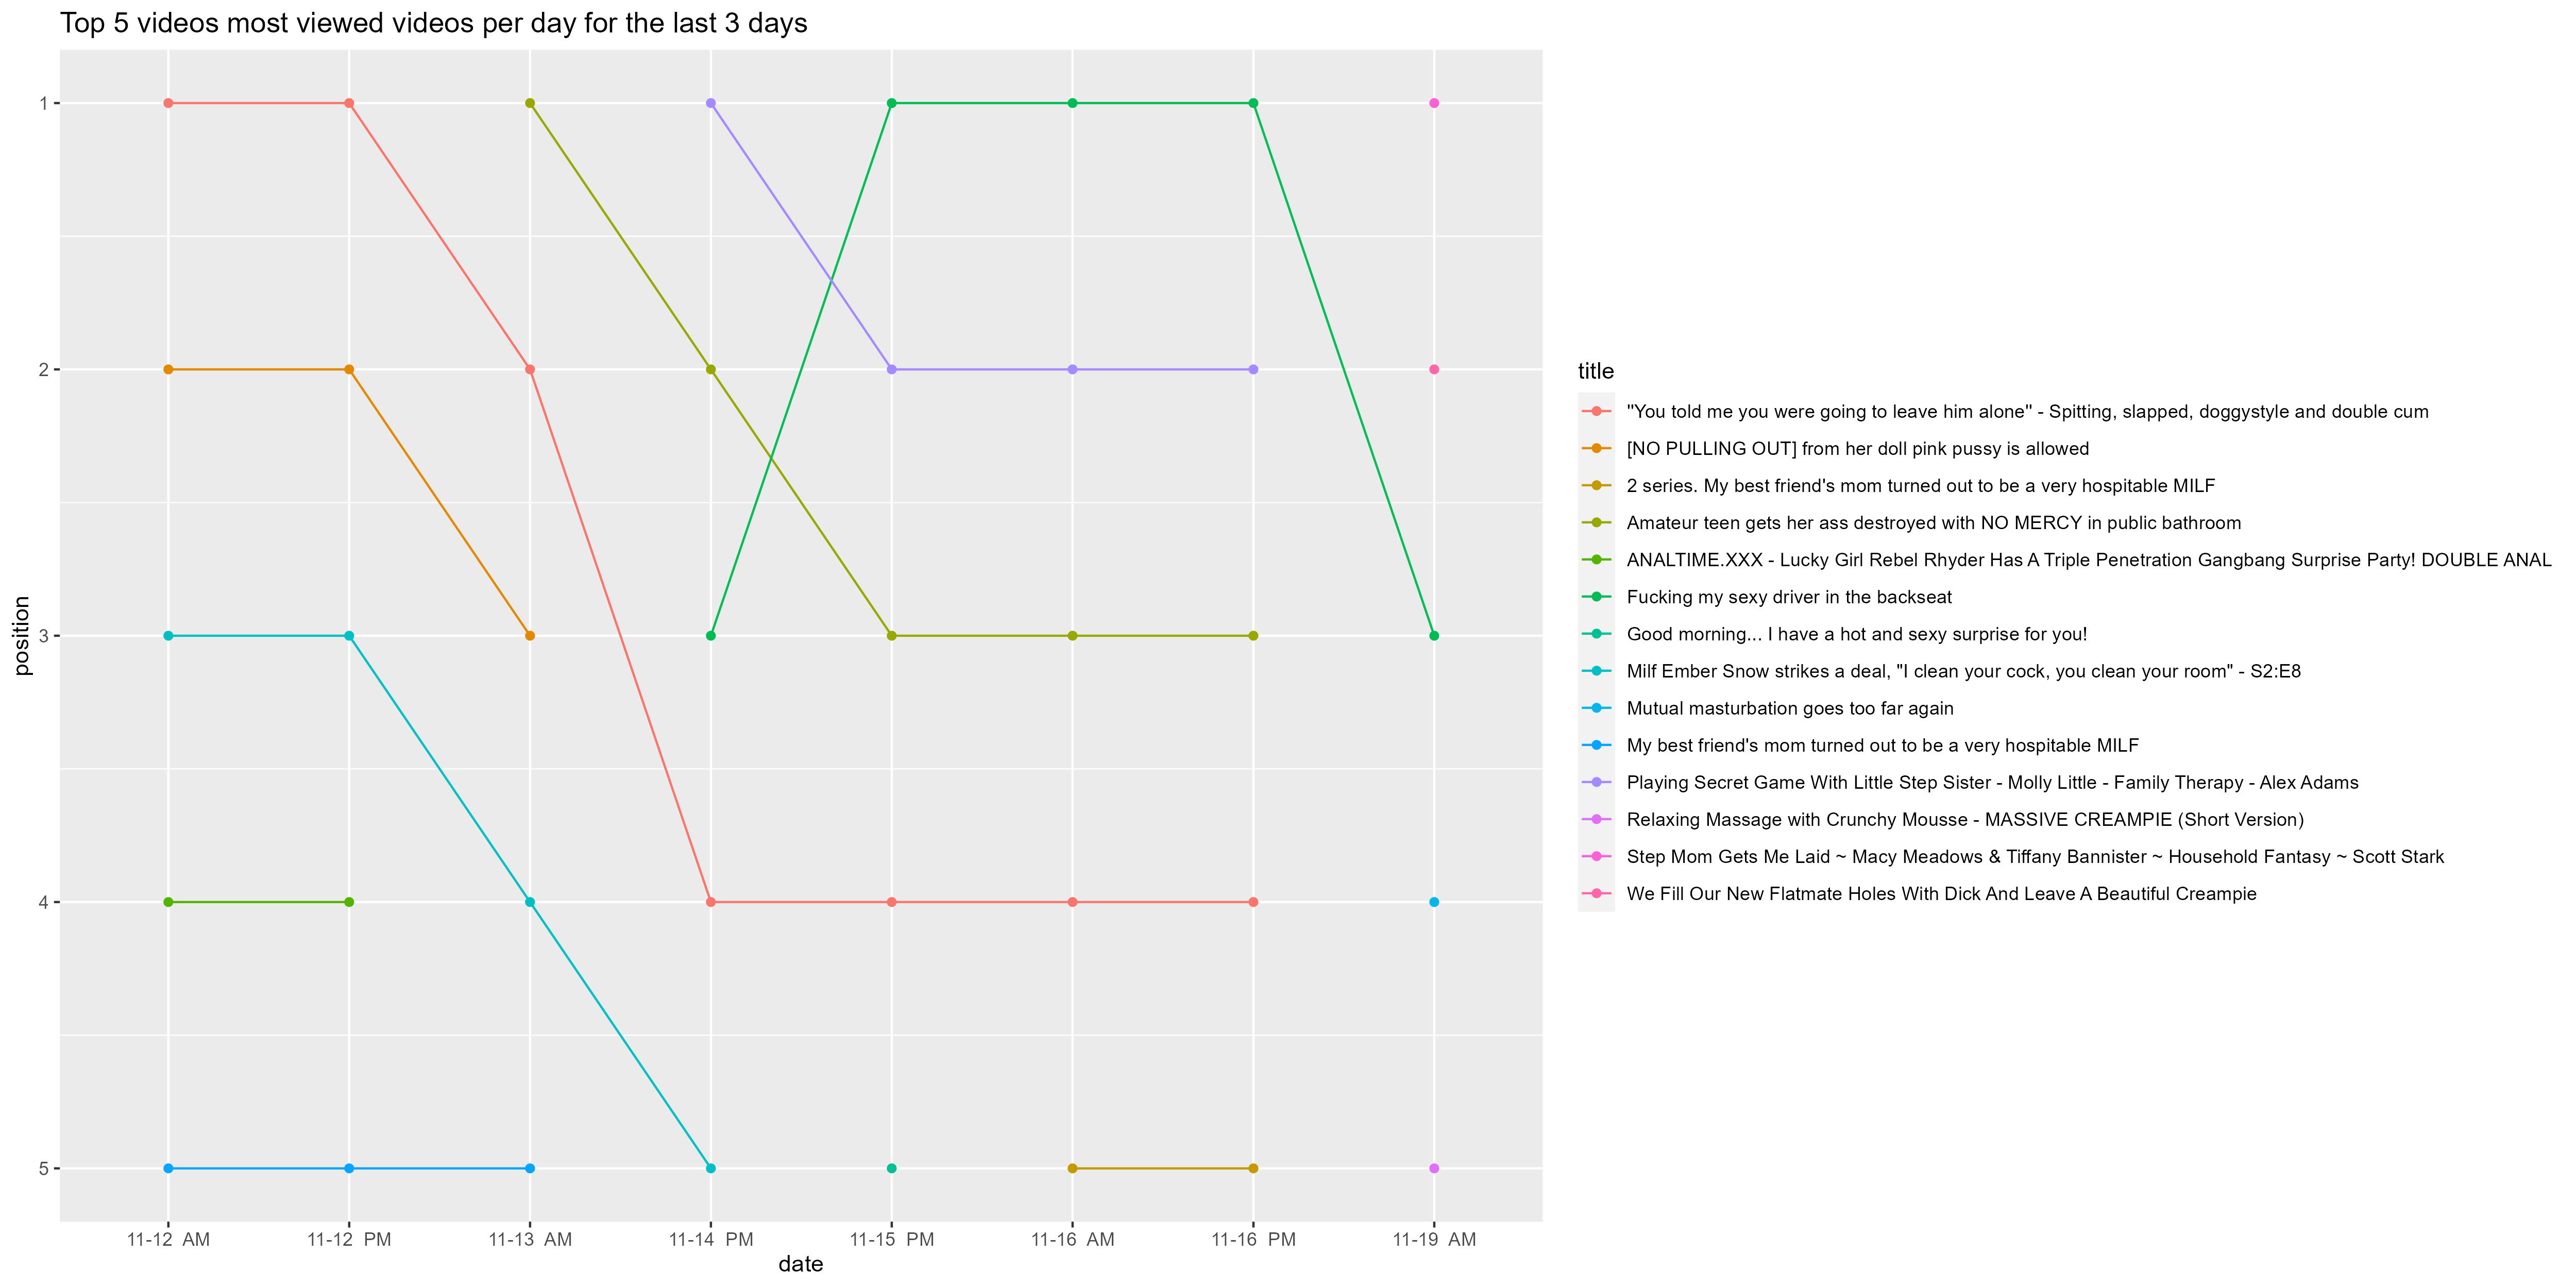 Top 5 videos most viewed videos per day for the last 3 days
position
1
2
3
4
5
11-12 AM
11-12 PM
11-13 AM
11-14 PM
11-15 PM
11-16 AM
11-16 PM
11-19 AM
date
title
"You told me you were going to leave him alone" - Spitting, slapped, doggystyle and double cum
[NO PULLING OUT] from her doll pink pussy is allowed
2 series. My best friend's mom turned out to be a very hospitable MILF
Amateur teen gets her ass destroyed with NO MERCY in public bathroom
ANALTIME.XXX - Lucky Girl Rebel Rhyder Has A Triple Penetration Gangbang Surprise Party! DOUBLE ANAL
Fucking my sexy driver in the backseat
Good morning... I have a hot and sexy surprise for you!
Milf Ember Snow strikes a deal, "I clean your cock, you clean your room" - S2:E8
Mutual masturbation goes too far again
My best friend's mom turned out to be a very hospitable MILF
Playing Secret Game With Little Step Sister - Molly Little - Family Therapy - Alex Adams
Relaxing Massage with Crunchy Mousse - MASSIVE CREAMPIE (Short Version)
Step Mom Gets Me Laid ~ Macy Meadows & Tiffany Bannister ~ Household Fantasy ~ Scott Stark
We Fill Our New Flatmate Holes With Dick And Leave A Beautiful Creampie